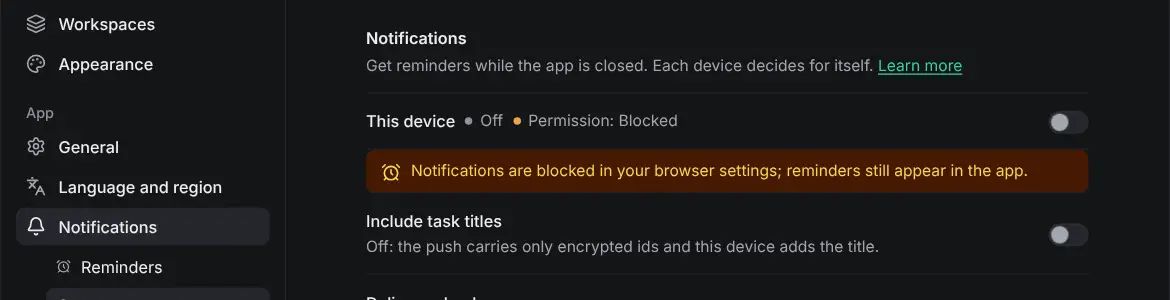 Workspaces
Appearance
App
General
Language and region
Notifications
Reminders
Notifications
Get reminders while the app is closed. Each device decides for itself. Learn more
This device Off Permission: Blocked
Notifications are blocked in your browser settings; reminders still appear in the app.
Include task titles
Off: the push carries only encrypted ids and this device adds the title.